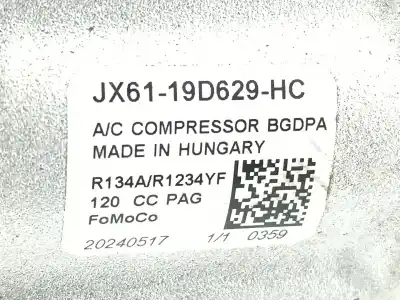 JX61-19D629-HC
A/C COMPRESSOR BGDPA
MADE IN HUNGARY
R134A/R1234YF
120 CC PAG
FoMoCo
20240517 1/1 0359